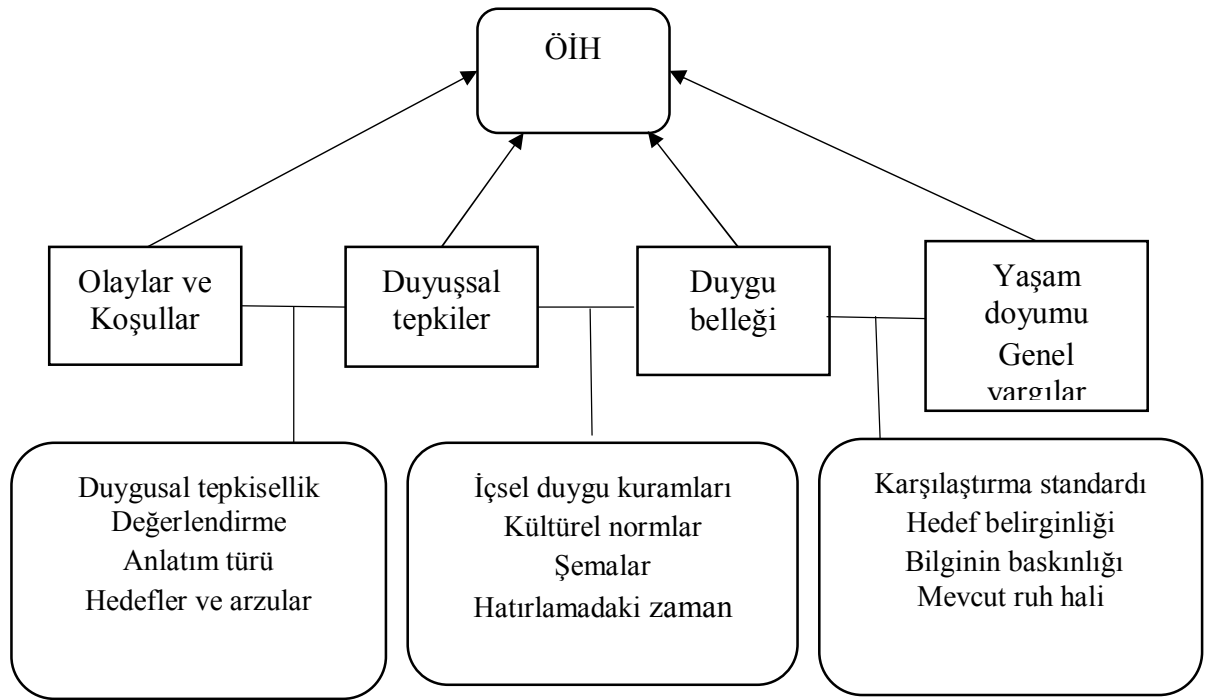 ÖİH
Olaylar ve
Koşullar
Duyuşsal
tepkiler
Duygu
belleği
Yaşam
doyumu
Genel
yargılar
Duygusal tepkisellik
Değerlendirme
Anlatım türü
Hedefler ve arzular
İçsel duygu kuramları
Kültürel normlar
Şemalar
Hatırlamadaki zaman
Karşılaştırma standardı
Hedef belirginliği
Bilginin baskınlığı
Mevcut ruh hali